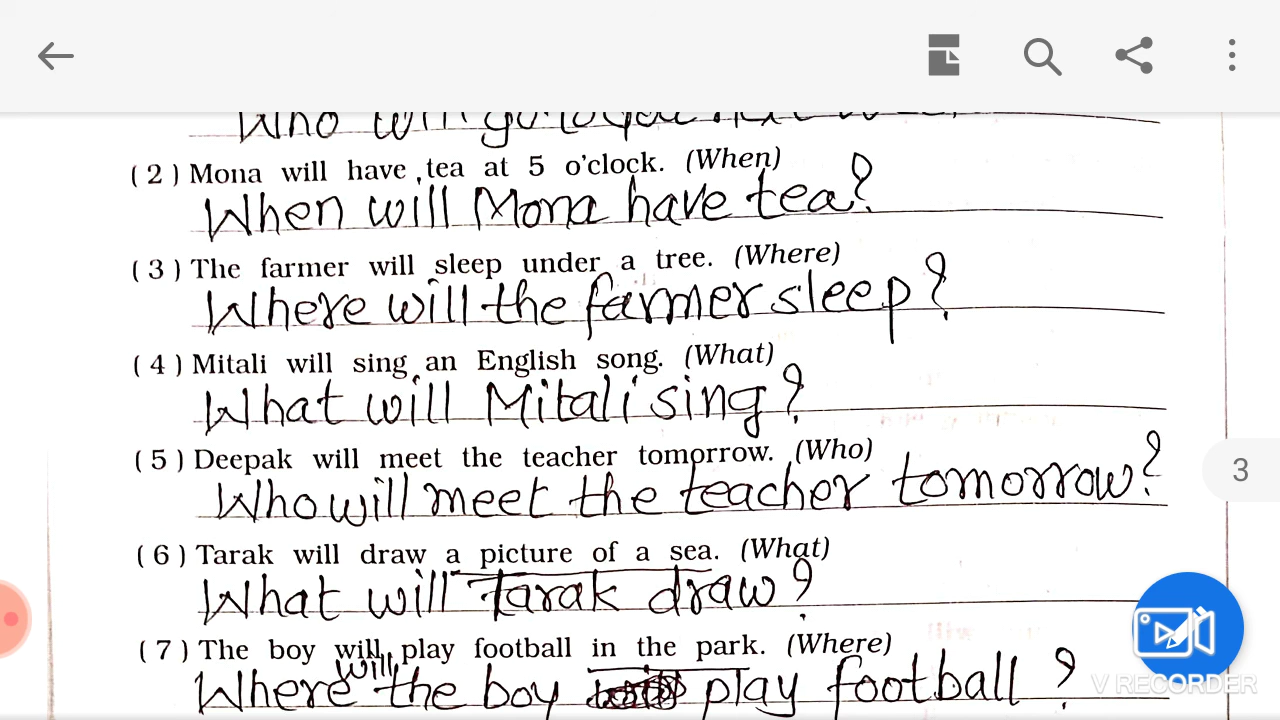 Who will go to
(2) Mona will have tea at 5 o'clock. (When)
When will Mona have tea?
(3) The farmer will sleep under a tree. (Where)
Where will the farmer sleep?
(4) Mitali will sing an English song. (What)
What will Mitali sing?
(5) Deepak will meet the teacher tomorrow. (Who)
Who will meet the teacher tomorrow?
3
(6) Tarak will draw a picture of a sea. (What)
What will Tarak draw?
(7) The boy will play football in the park. (Where)
Where will the boy play football?
V RECORDER